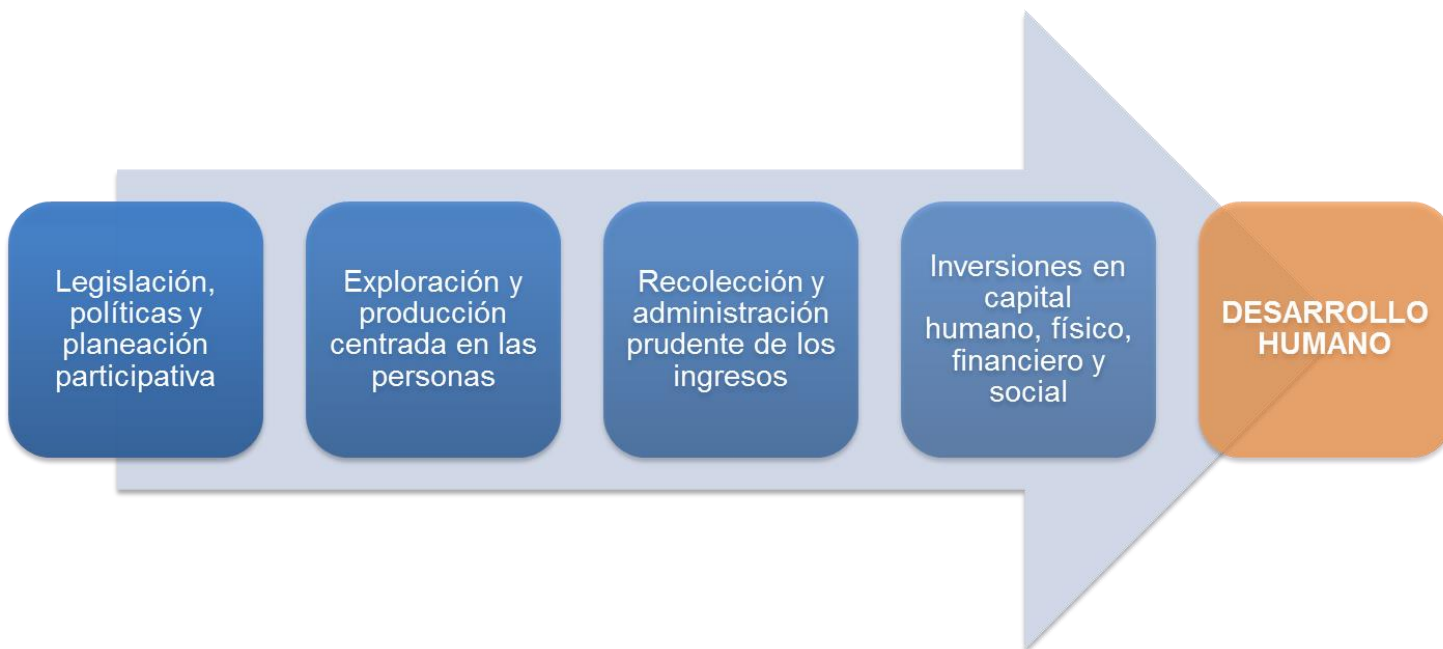 Legislación,
políticas y
planeación
participativa
Exploración y
producción
centrada en las
personas
Recolección y
administración
prudente de los
ingresos
Inversiones en
capital
humano, físico,
financiero y
social
DESARROLLO
HUMANO